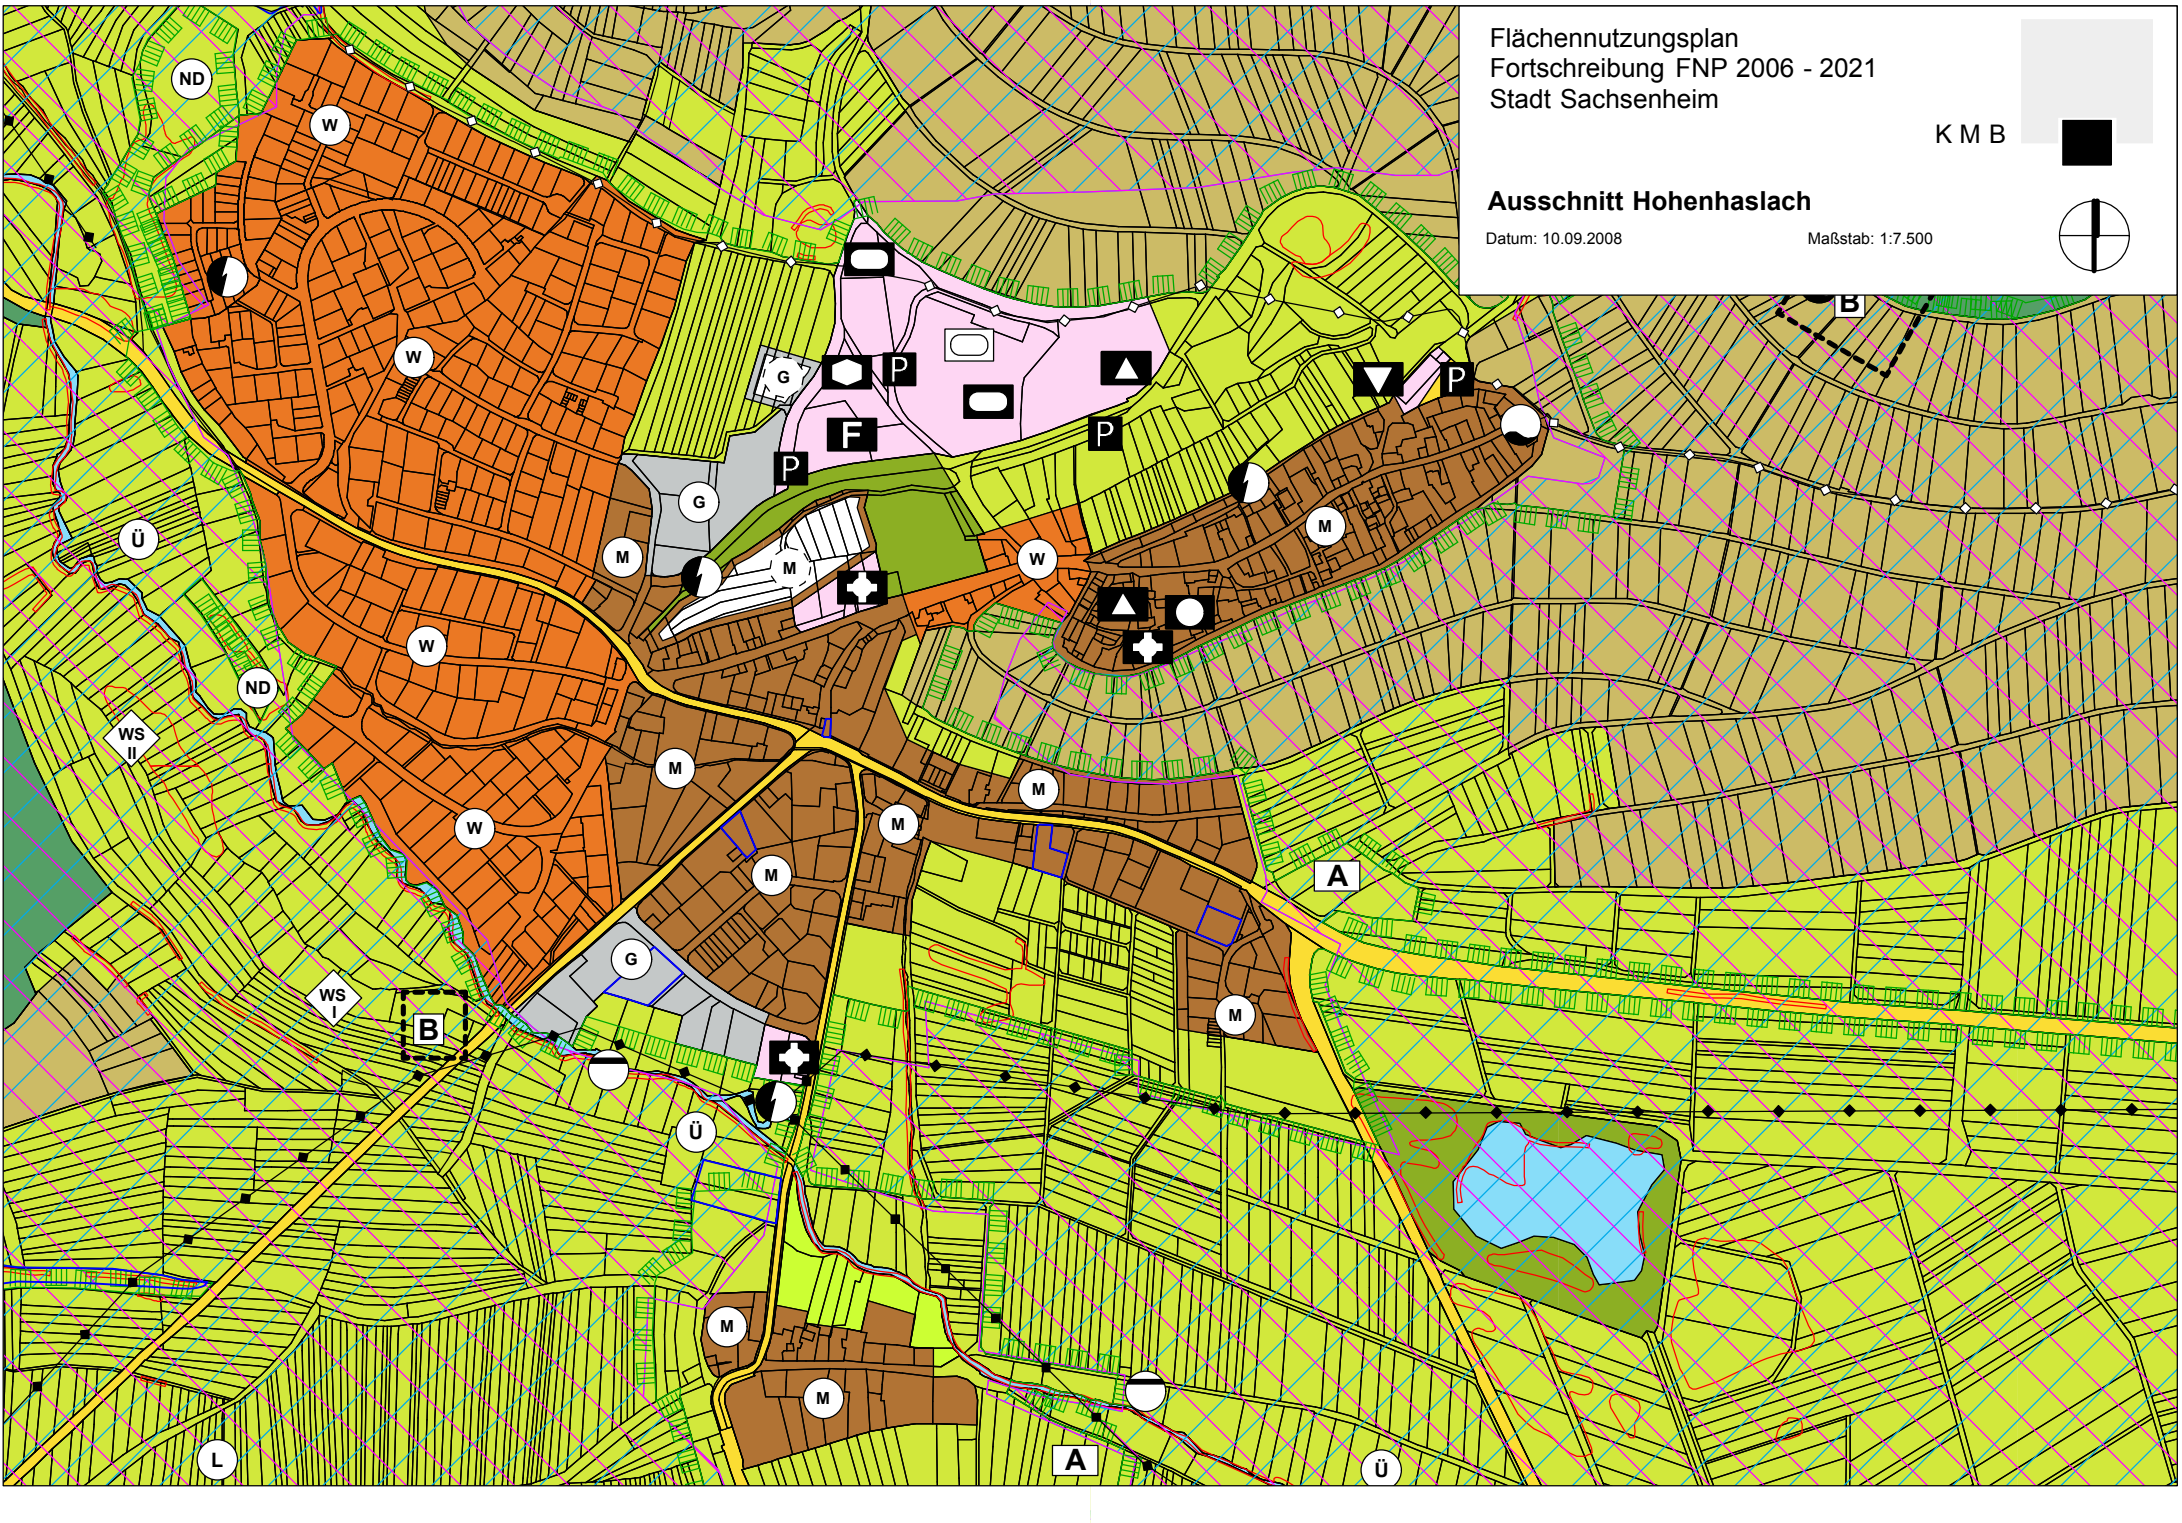 Flächennutzungsplan
Fortschreibung FNP 2006 - 2021
Stadt Sachsenheim
K M B
Ausschnitt Hohenhaslach
Datum: 10.09.2008 Maßstab: 1:7.500
ND
W
B
W
G
P
P
F
P
P
G
M
M
W
M
Ü
M
W
ND
WS
II
M
M
W
M
M
A
G
WS
I
B
M
Ü
M
M
L
A
Ü